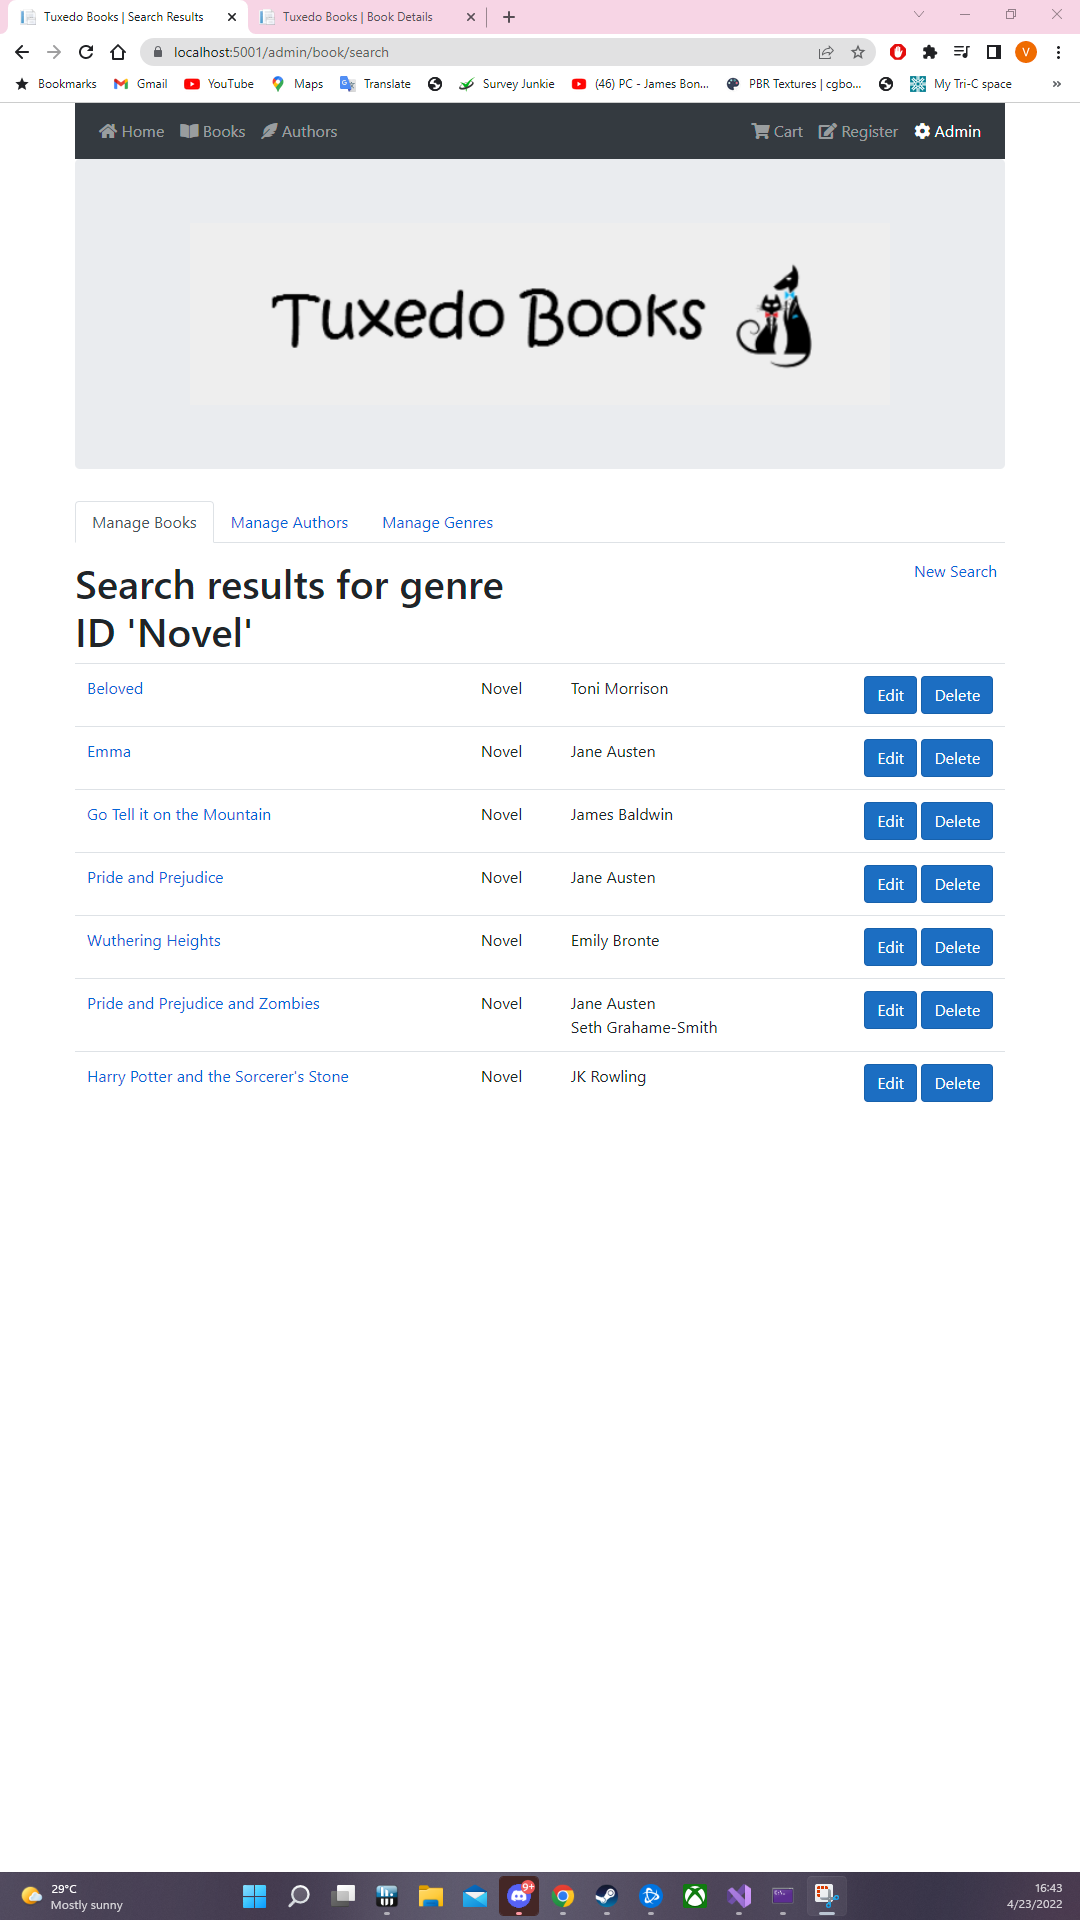 Tuxedo Books | Search Results
Tuxedo Books | Book Details
localhost:5001/admin/book/search
V
Bookmarks Gmail YouTube Maps Translate Survey Junkie (46) PC - James Bon... PBR Textures | cgbo... My Tri-C space »
Home Books Authors Cart Register Admin
Tuxedo Books
Manage Books Manage Authors Manage Genres
New Search
Search results for genre
ID 'Novel'
Beloved Novel Toni Morrison Edit Delete
Emma Novel Jane Austen Edit Delete
Go Tell it on the Mountain Novel James Baldwin Edit Delete
Pride and Prejudice Novel Jane Austen Edit Delete
Wuthering Heights Novel Emily Bronte Edit Delete
Pride and Prejudice and Zombies Novel Jane Austen Edit Delete
Seth Grahame-Smith
Harry Potter and the Sorcerer's Stone Novel JK Rowling Edit Delete
29°C
Mostly sunny
9+
16:43
4/23/2022